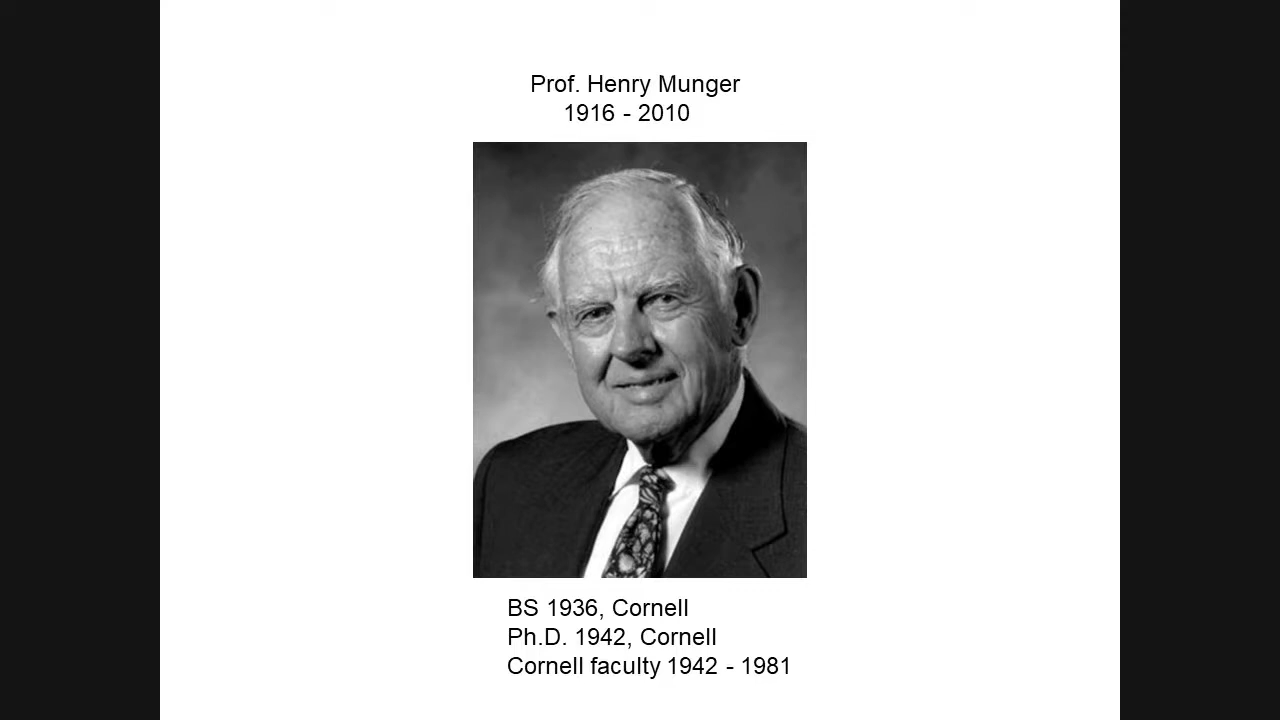 Prof. Henry Munger
1916 - 2010
BS 1936, Cornell
Ph.D. 1942, Cornell
Cornell faculty 1942 - 1981